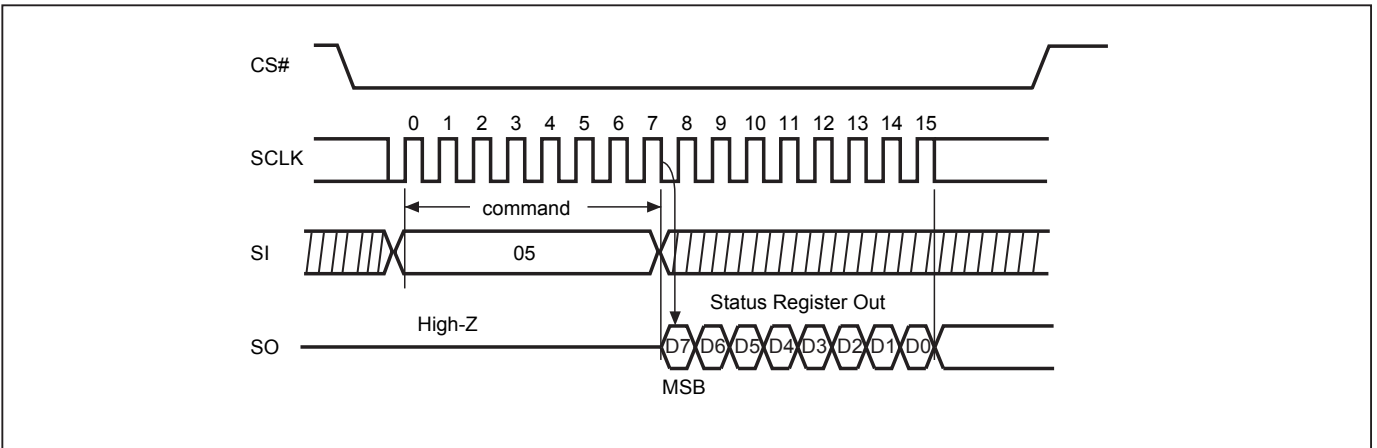 CS#
0 1 2 3 4 5 6 7 8 9 10 11 12 13 14 15
SCLK
command
SI
05
Status Register Out
High-Z
SO
D7 D6 D5 D4 D3 D2 D1 D0
MSB